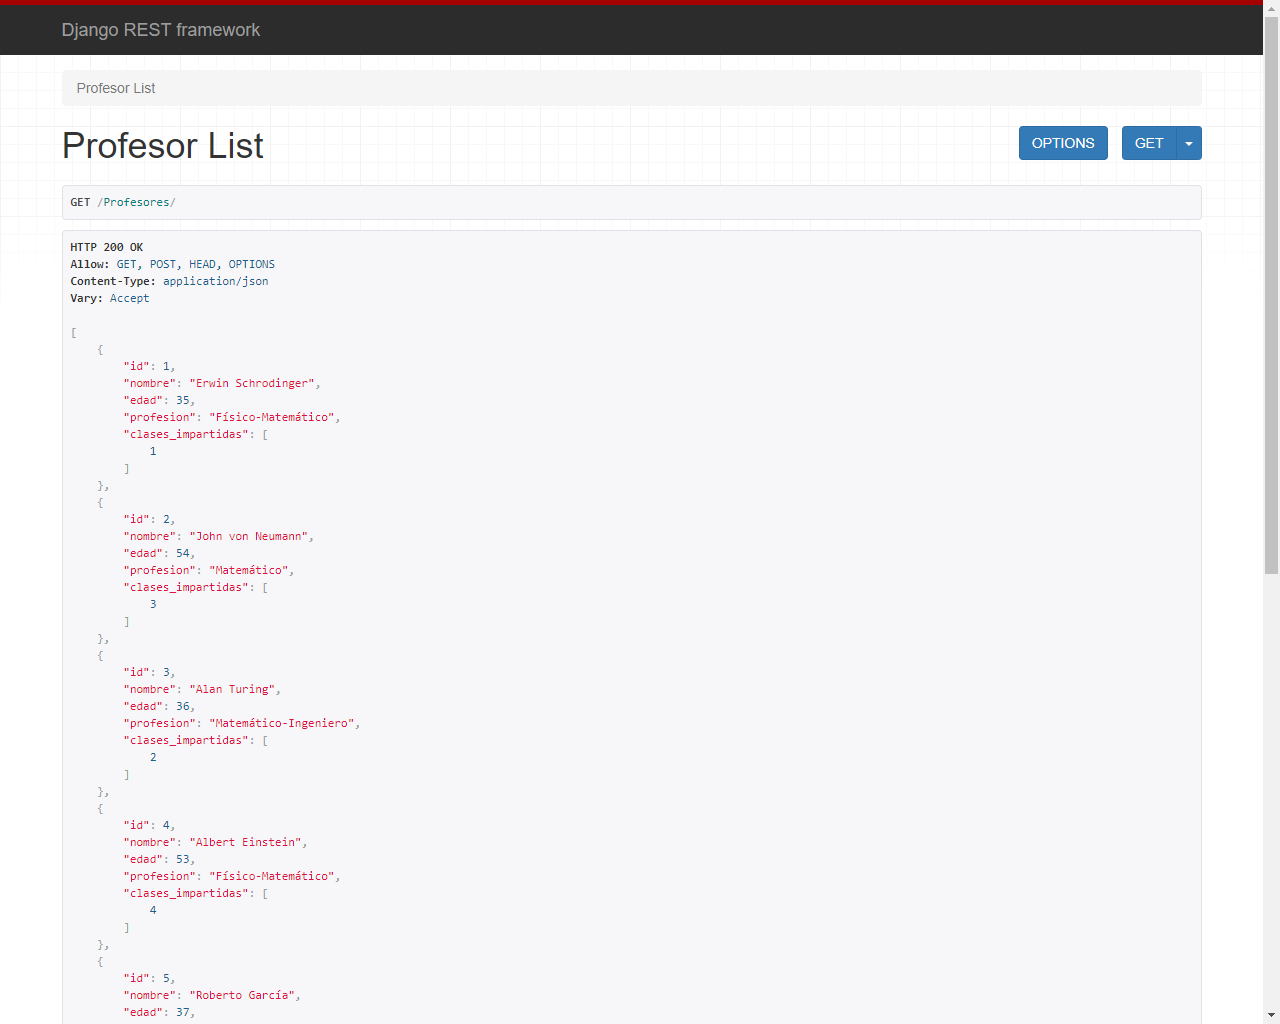 Django REST framework
Profesor List
Profesor List
OPTIONS
GET
GET /Profesores/
HTTP 200 OK
Allow: GET, POST, HEAD, OPTIONS
Content-Type: application/json
Vary: Accept
[
    {
        "id": 1,
        "nombre": "Erwin Schrodinger",
        "edad": 35,
        "profesion": "Físico-Matemático",
        "clases_impartidas": [
            1
        ]
    },
    {
        "id": 2,
        "nombre": "John von Neumann",
        "edad": 54,
        "profesion": "Matemático",
        "clases_impartidas": [
            3
        ]
    },
    {
        "id": 3,
        "nombre": "Alan Turing",
        "edad": 36,
        "profesion": "Matemático-Ingeniero",
        "clases_impartidas": [
            2
        ]
    },
    {
        "id": 4,
        "nombre": "Albert Einstein",
        "edad": 53,
        "profesion": "Físico-Matemático",
        "clases_impartidas": [
            4
        ]
    },
    {
        "id": 5,
        "nombre": "Roberto García",
        "edad": 37,